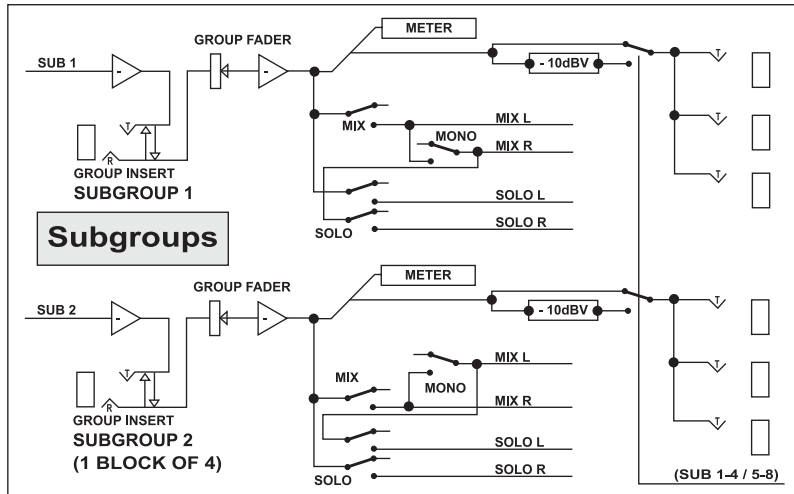 METER
GROUP FADER
SUB 1
-
-
- 10dBV
T
T
T
T
R
MIX
MIX L
MONO
MIX R
GROUP INSERT
SUBGROUP 1
SOLO L
SOLO R
SOLO
Subgroups
METER
GROUP FADER
SUB 2
-
-
- 10dBV
T
T
T
T
R
MIX L
MIX
MONO
MIX R
GROUP INSERT
SUBGROUP 2
(1 BLOCK OF 4)
SOLO L
SOLO R
SOLO
(SUB 1-4 / 5-8)